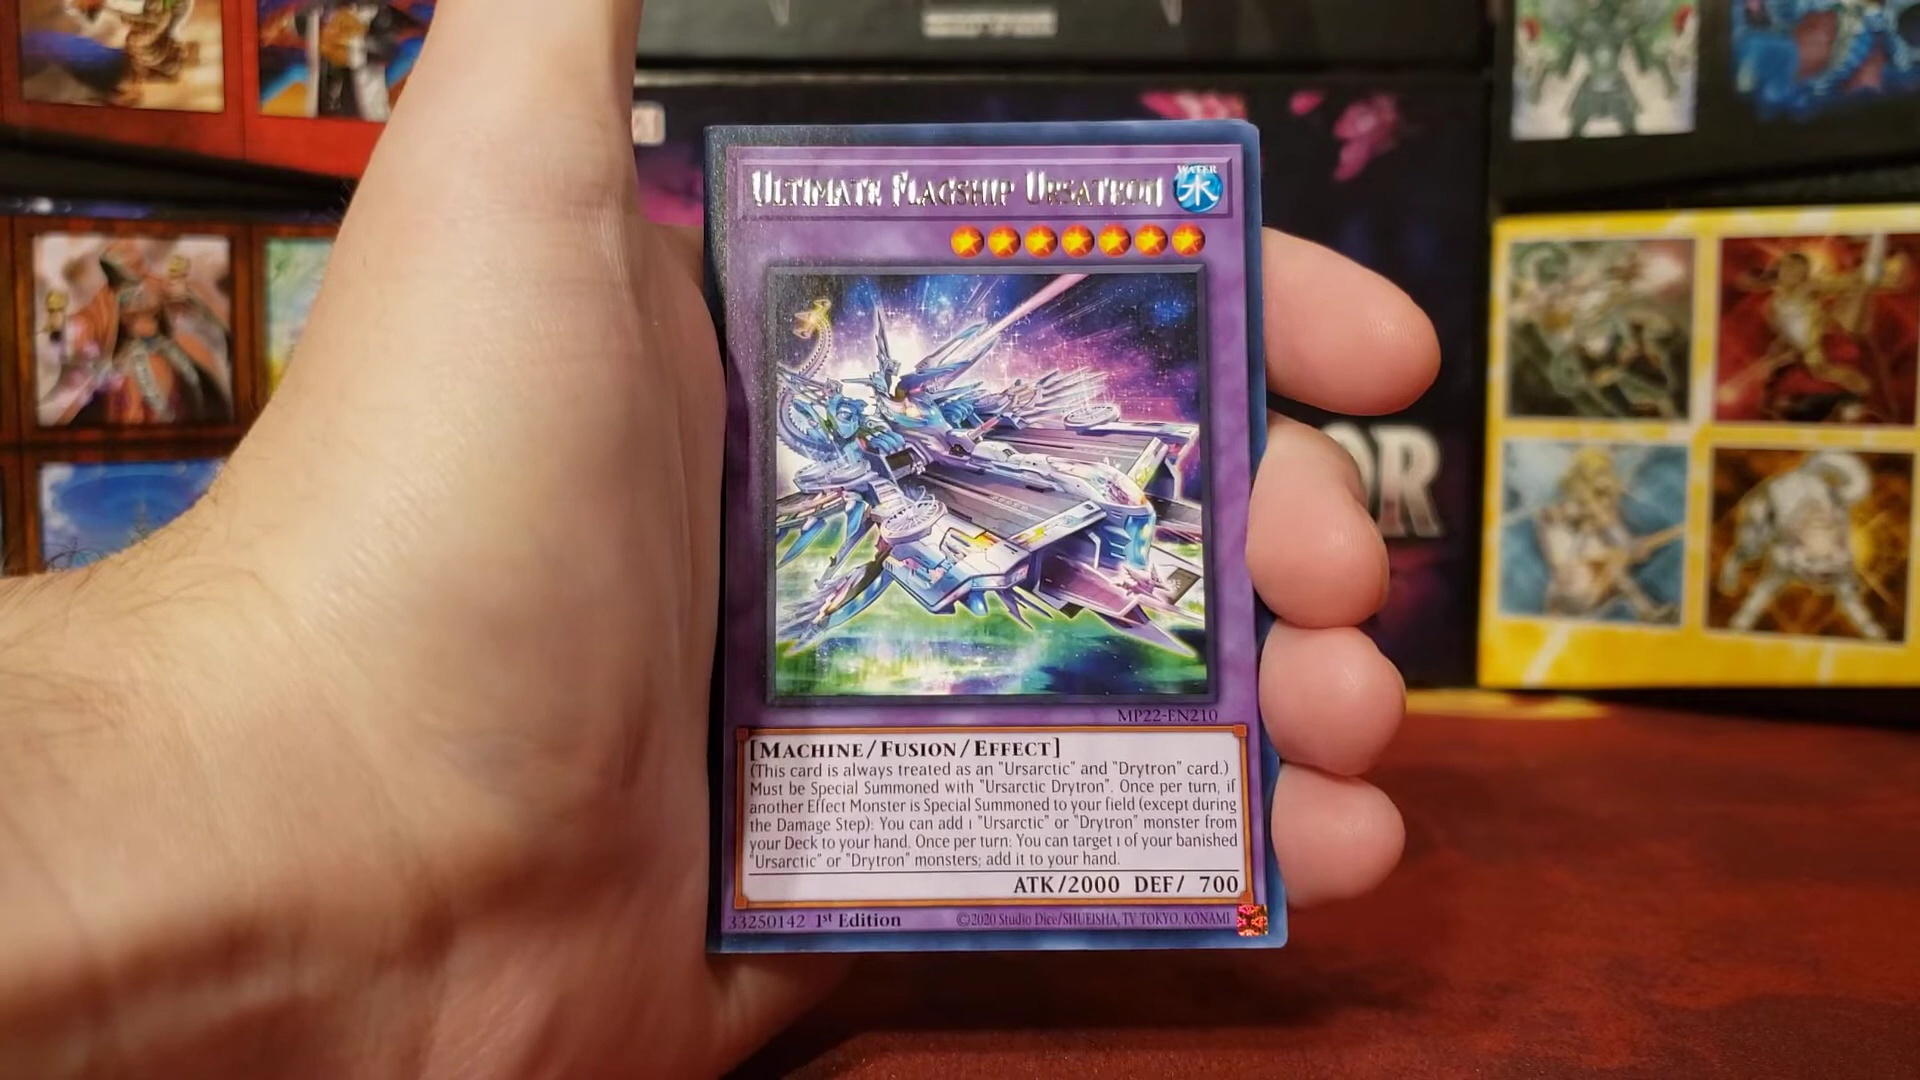 ULTIMATE FLAGSHIP URSATRON
WATER
水
MP22-EN210
[MACHINE/FUSION/EFFECT]
(This card is always treated as an "Ursarctic" and "Drytron" card.)
Must be Special Summoned with "Ursarctic Drytron". Once per turn, if
another Effect Monster is Special Summoned to your field (except during
the Damage Step): You can add 1 "Ursarctic" or "Drytron" monster from
your Deck to your hand. Once per turn: You can target 1 of your banished
"Ursarctic" or "Drytron" monsters; add it to your hand.
ATK/2000 DEF/ 700
33250142 1st Edition ©2020 Studio Dice/SHUEISHA, TV TOKYO, KONAMI
OR